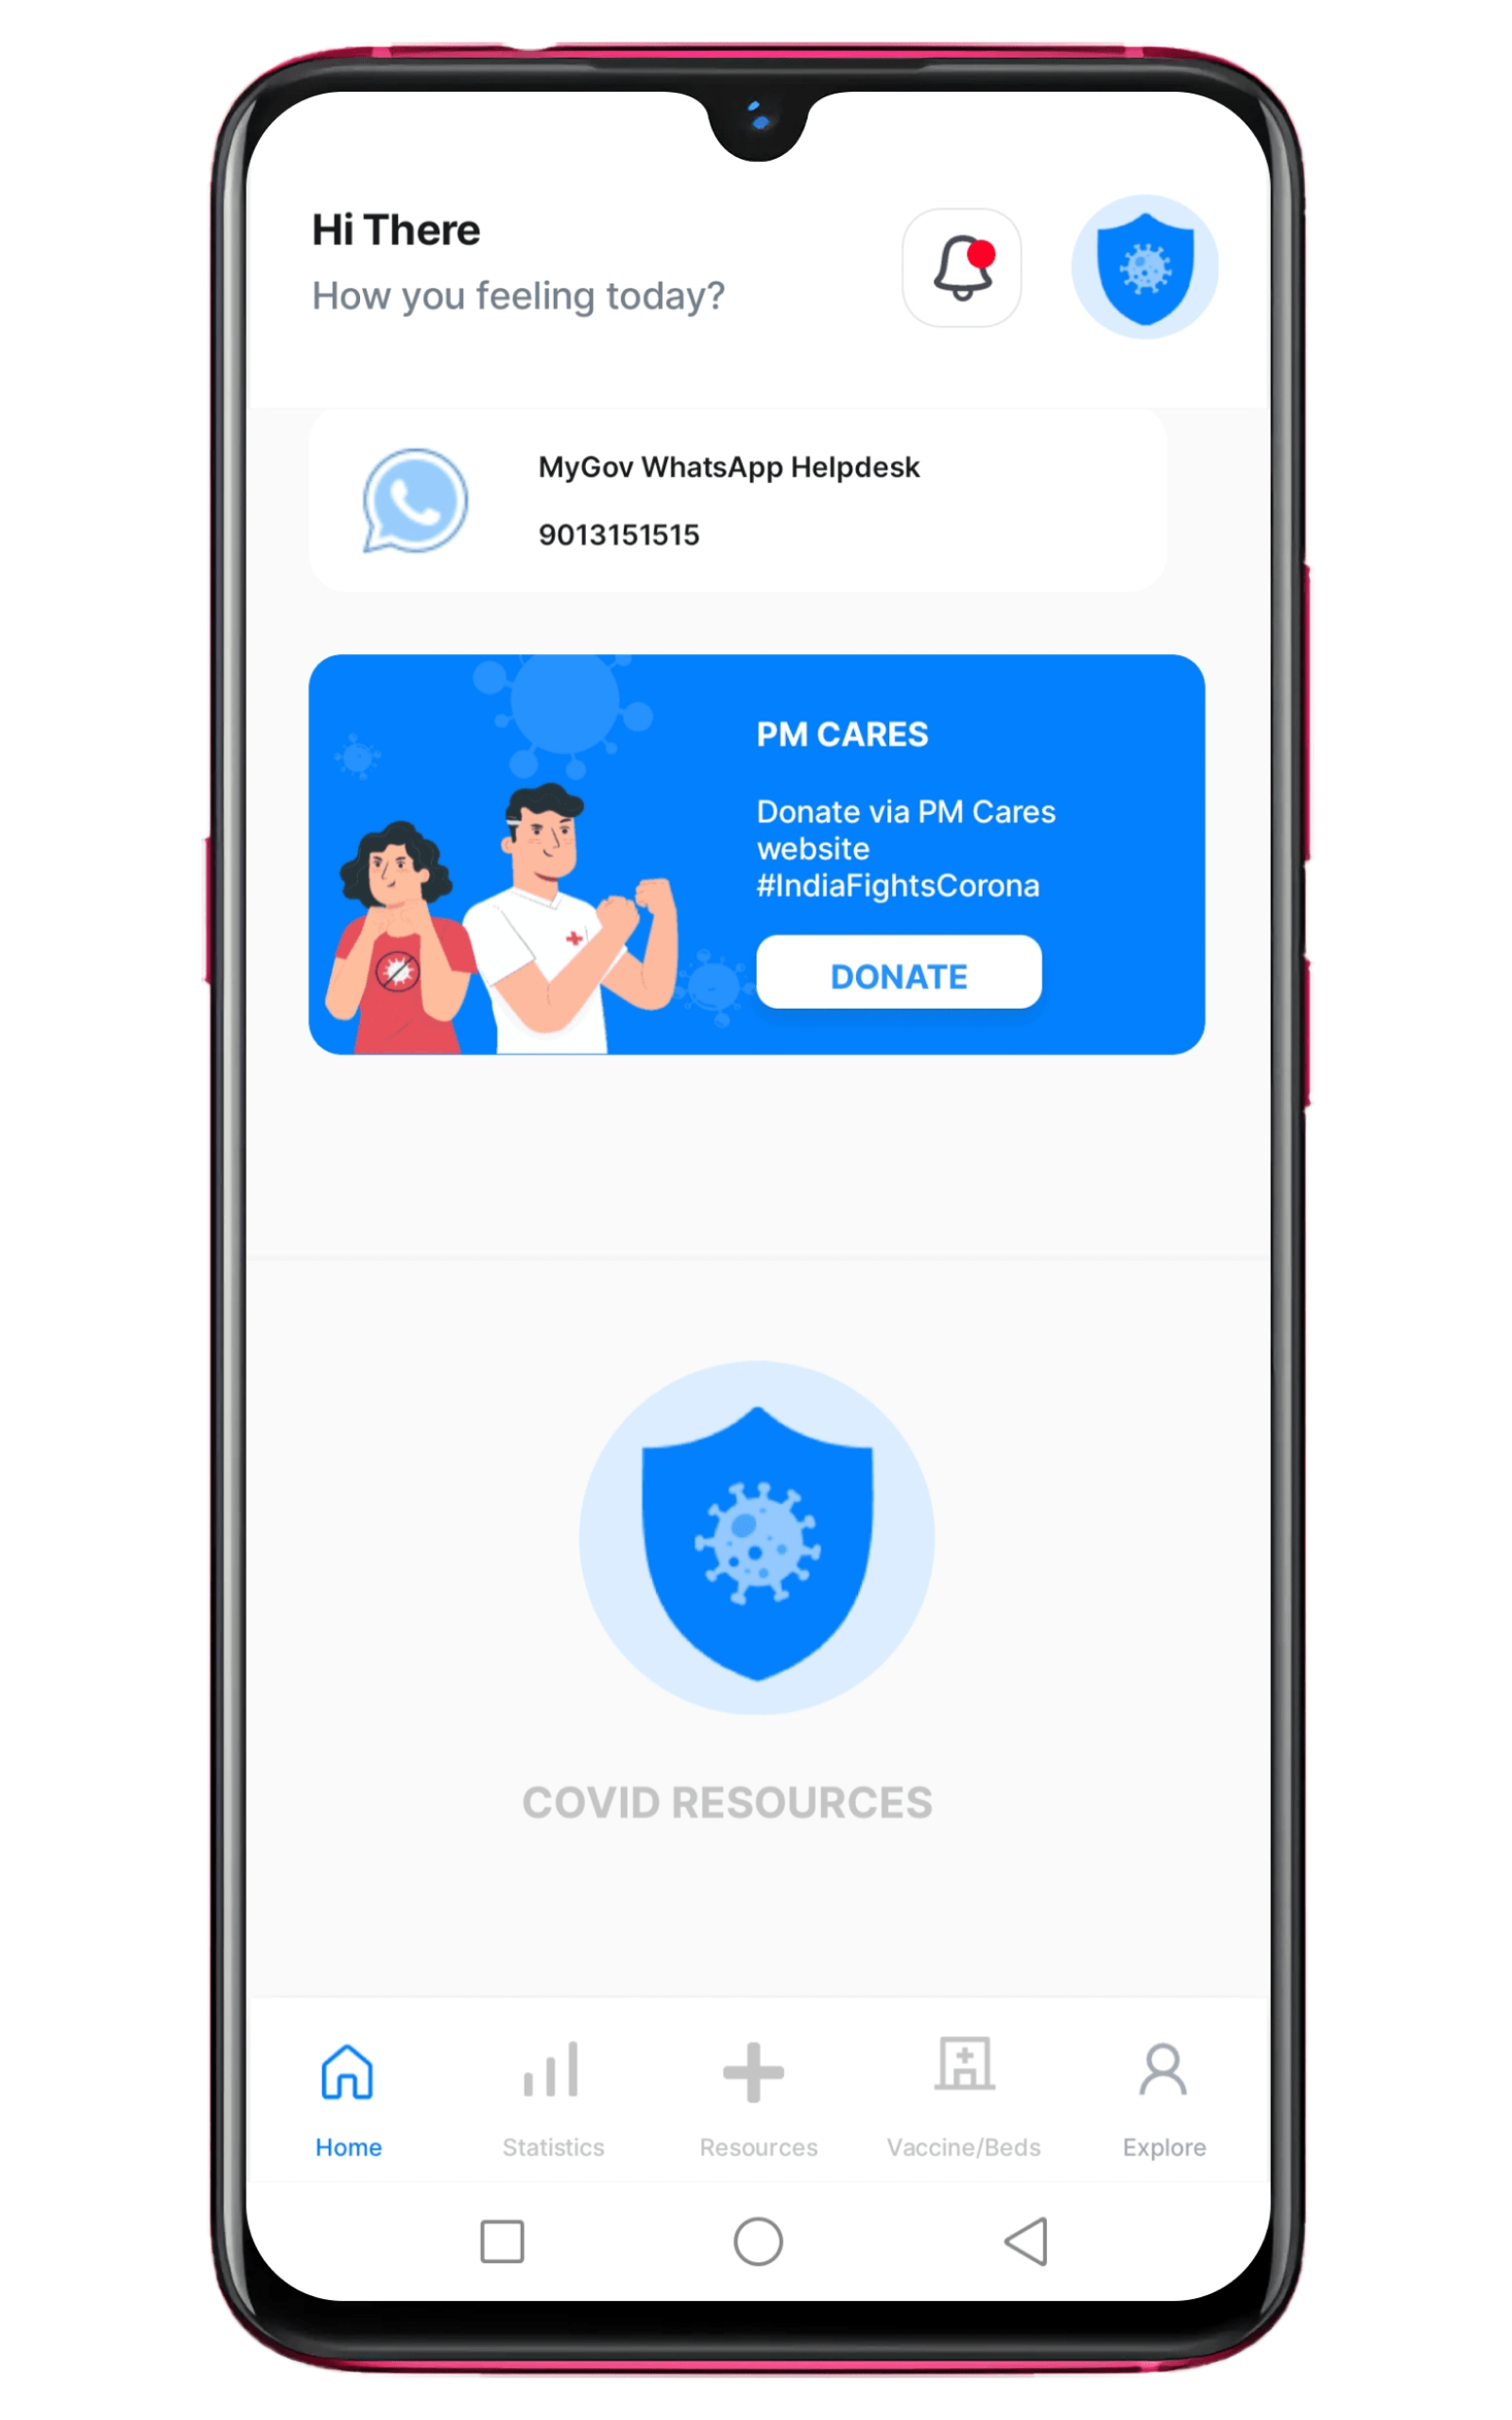 Hi There
How you feeling today?
MyGov WhatsApp Helpdesk
9013151515
PM CARES
Donate via PM Cares
website
#IndiaFightsCorona
DONATE
COVID RESOURCES
Home
Statistics
Resources
Vaccine/Beds
Explore